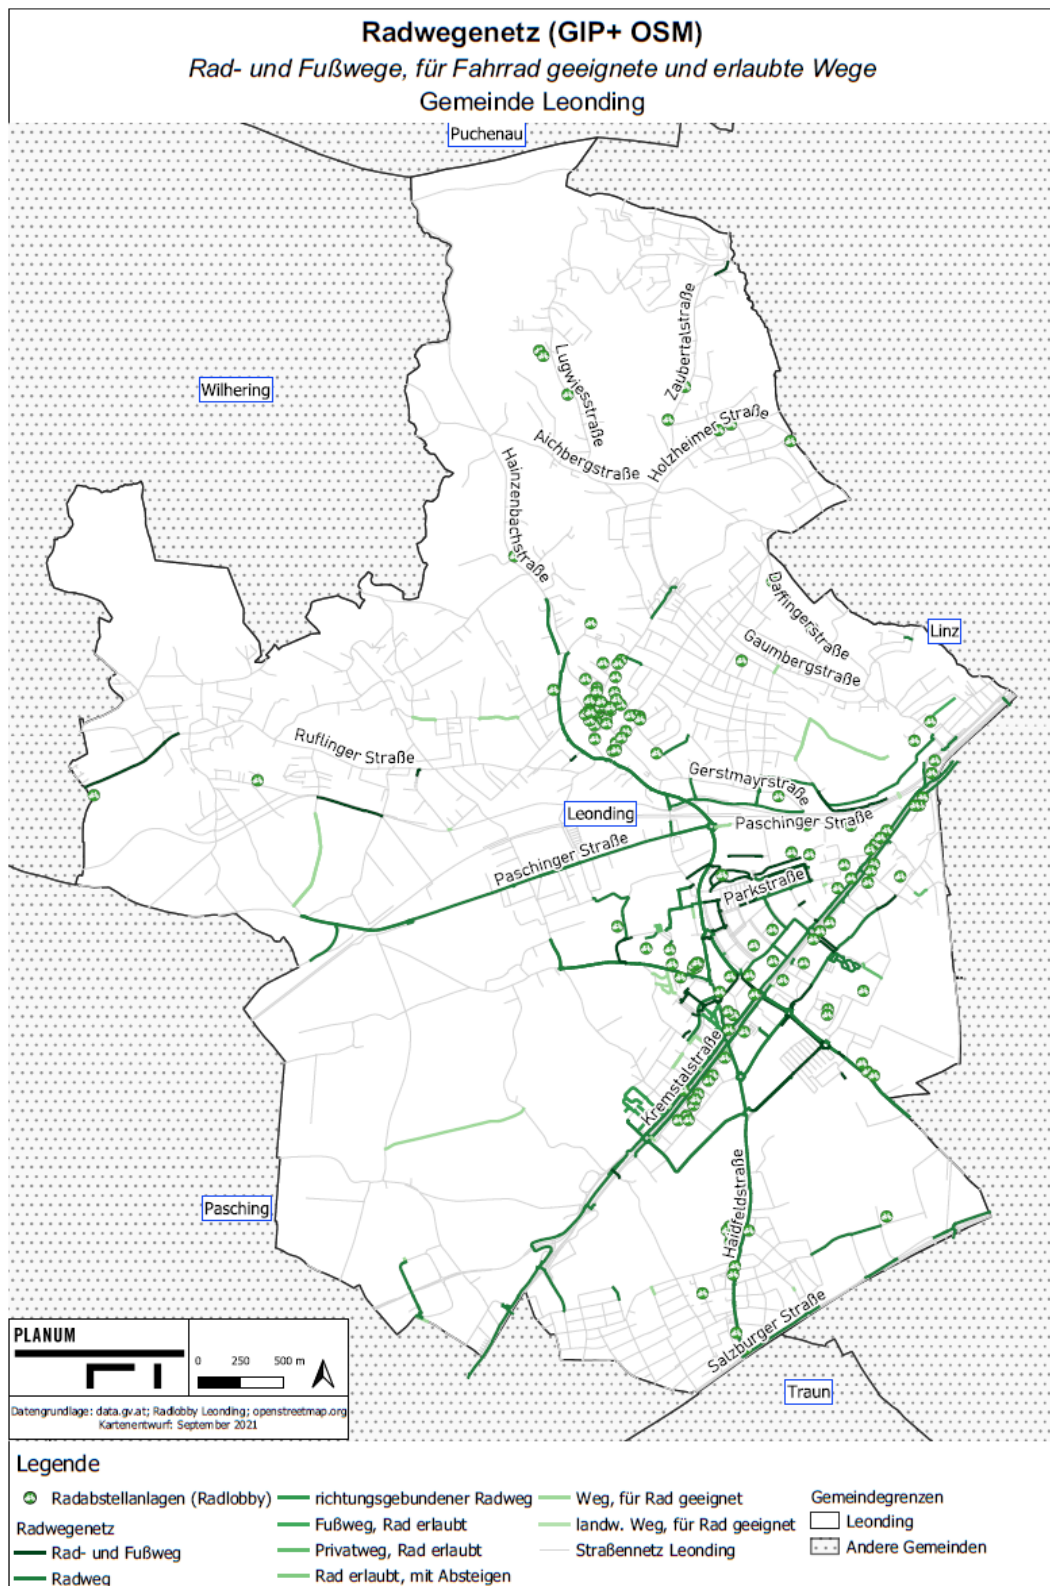 Radwegenetz (GIP+ OSM)
Rad- und Fußwege, für Fahrrad geeignete und erlaubte Wege
Gemeinde Leonding
Puchenau
Wilhering
Zaubertalstraße
Lugwiesstraße
Holzheimer Straße
Aichbergstraße
Hainzenbachstraße
Daffingerstraße
Linz
Gaumbergstraße
Ruflinger Straße
Gerstmayrstraße
Leonding
Paschinger Straße
Paschinger Straße
Parkstraße
Kremstalstraße
Pasching
Haidfeldstraße
Salzburger Straße
Traun
PLANUM
0 250 500 m
Datengrundlage: data.gv.at; Radlobby Leonding; openstreetmap.org
Kartenentwurf: September 2021
Legende
Radabstellanlagen (Radlobby)
Radwegenetz
Rad- und Fußweg
Radweg
richtungsgebundener Radweg
Fußweg, Rad erlaubt
Privatweg, Rad erlaubt
Rad erlaubt, mit Absteigen
Weg, für Rad geeignet
landw. Weg, für Rad geeignet
Straßennetz Leonding
Gemeindegrenzen
Leonding
Andere Gemeinden